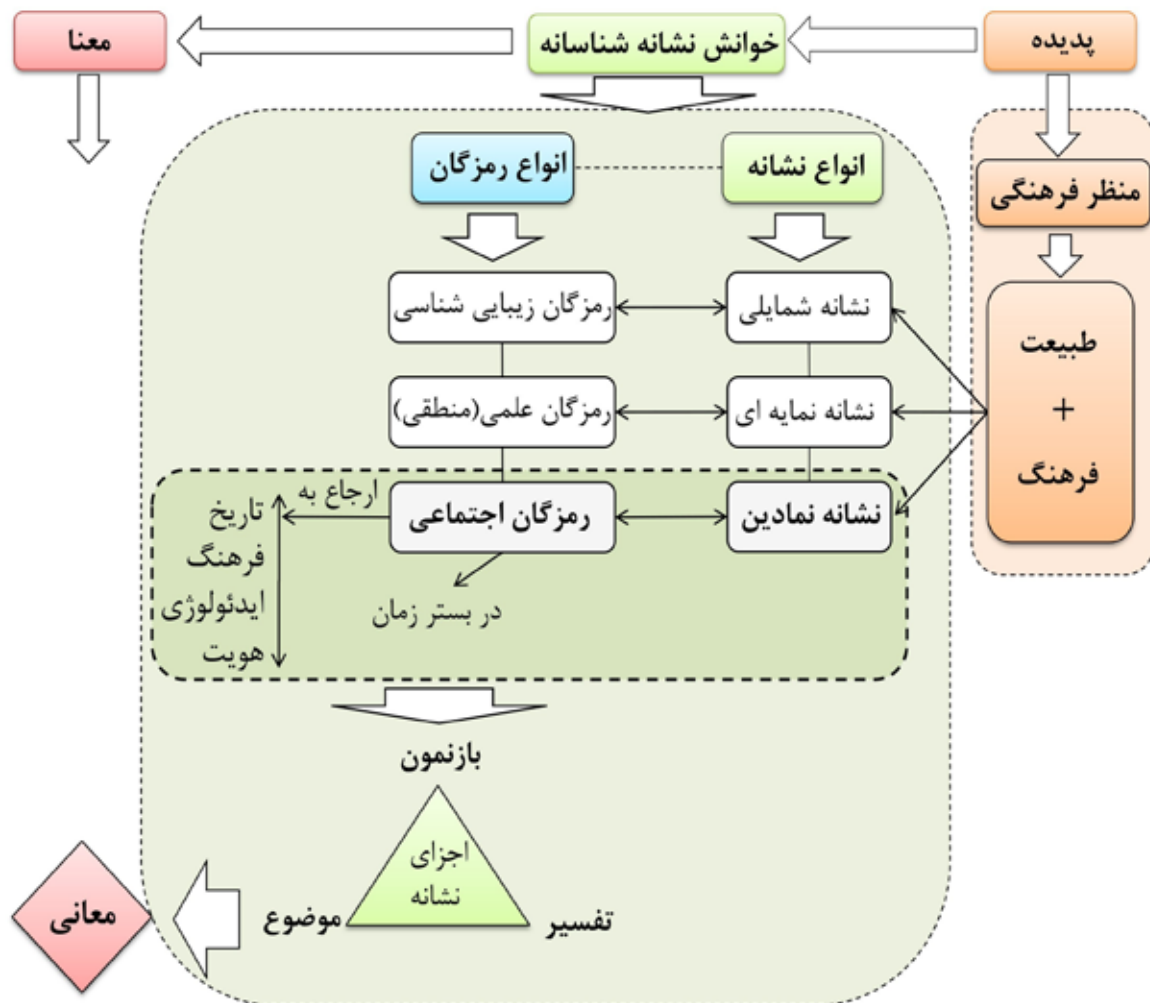 پدیده
خوانش نشانه شناسانه
معنا
منظر فرهنگی
طبیعت
+
فرهنگ
انواع نشانه
انواع رمزگان
نشانه شمایلی
رمزگان زیبایی شناسی
نشانه نمایه ای
رمزگان علمی(منطقی)
نشانه نمادین
رمزگان اجتماعی
ارجاع به
تاریخ
فرهنگ
ایدئولوژی
هویت
در بستر زمان
بازنمون
اجزای
نشانه
تفسیر
موضوع
معانی